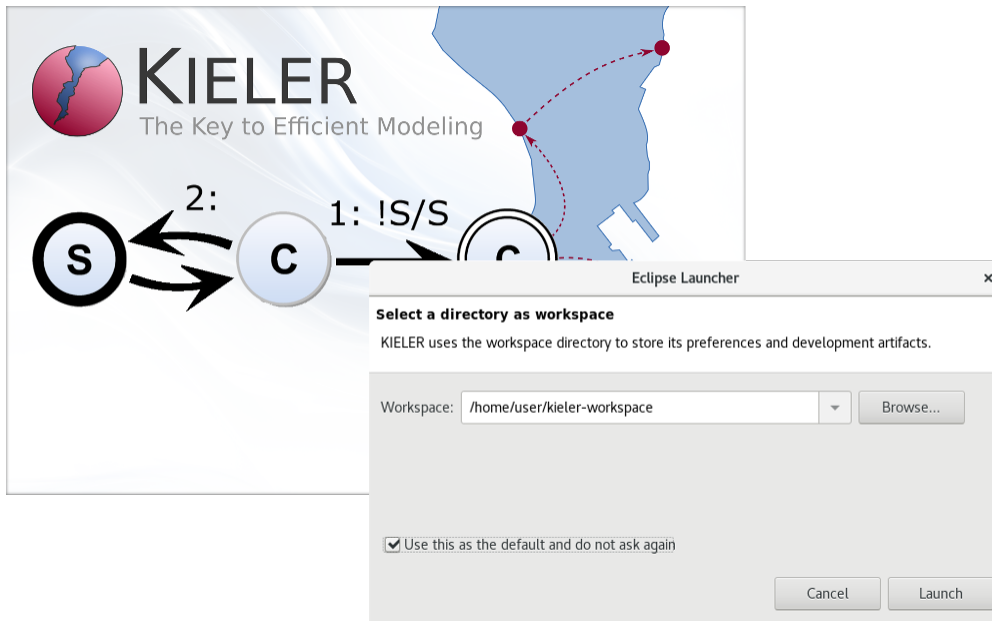 KIELER
The Key to Efficient Modeling
2:
1: !S/S
S
C
C
Eclipse Launcher
Select a directory as workspace
KIELER uses the workspace directory to store its preferences and development artifacts.
Workspace:
/home/user/kieler-workspace
Browse...
Use this as the default and do not ask again
Cancel
Launch